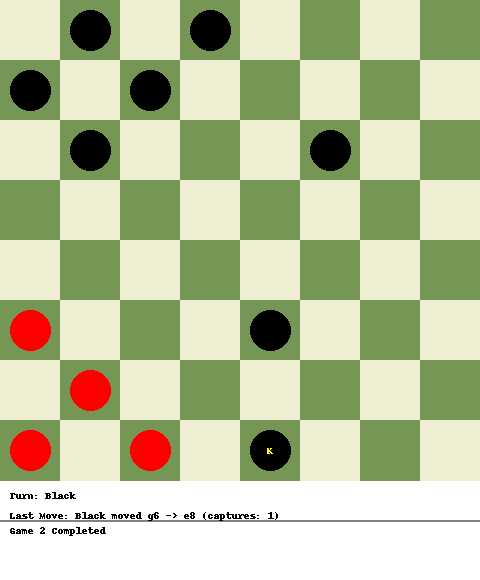 K
Turn: Black
Last Move: Black moved g6 -> e8 (captures: 1)
Game 2 Completed